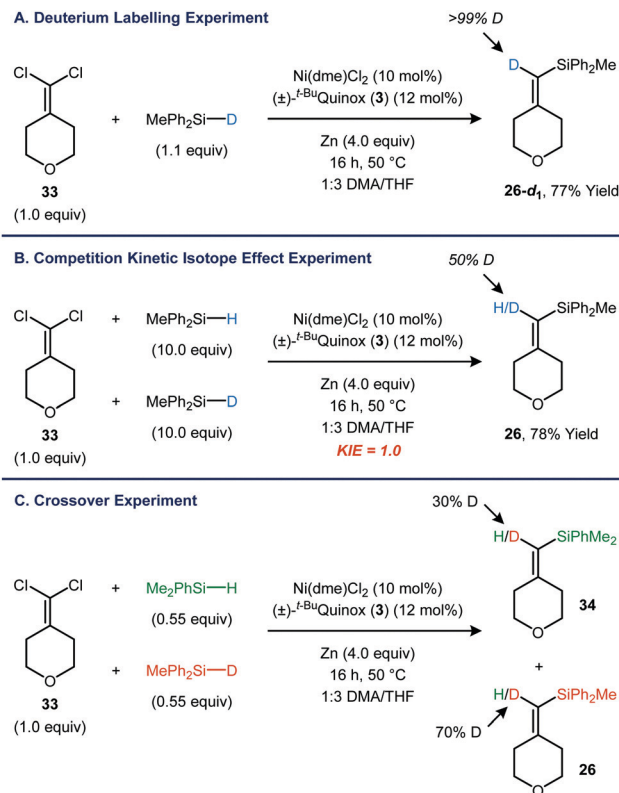 A. Deuterium Labelling Experiment
>99% D
Cl Cl
D SiPh₂Me
Ni(dme)Cl2 (10 mol%)
+ MePh₂Si—D
(±)-ᵗ⁻ᴮᵘQuinox (3) (12 mol%)
(1.1 equiv)
Zn (4.0 equiv)
16 h, 50 °C
1:3 DMA/THF
O
O
33
(1.0 equiv)
26-d₁, 77% Yield
B. Competition Kinetic Isotope Effect Experiment
50% D
Cl Cl
H/D SiPh₂Me
+ MePh₂Si—H
(10.0 equiv)
Ni(dme)Cl2 (10 mol%)
(±)-ᵗ⁻ᴮᵘQuinox (3) (12 mol%)
+ MePh₂Si—D
(10.0 equiv)
Zn (4.0 equiv)
16 h, 50 °C
1:3 DMA/THF
KIE = 1.0
O
O
33
(1.0 equiv)
26, 78% Yield
C. Crossover Experiment
30% D
H/D SiPhMe₂
Cl Cl
+ Me₂PhSi—H
(0.55 equiv)
Ni(dme)Cl2 (10 mol%)
(±)-ᵗ⁻ᴮᵘQuinox (3) (12 mol%)
34
O
+ MePh₂Si—D
(0.55 equiv)
Zn (4.0 equiv)
16 h, 50 °C
1:3 DMA/THF
O
33
(1.0 equiv)
+
H/D SiPh₂Me
70% D
26
O